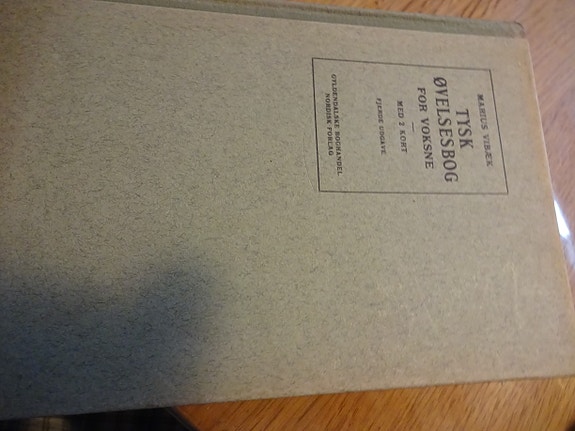 MARIUS VIBÆK
TYSK
ØVELSESBOG
FOR VOKSNE
MED 2 KORT
FJERDE UDGAVE
GYLDENDALSKE BOGHANDEL
NORDISK FORLAG